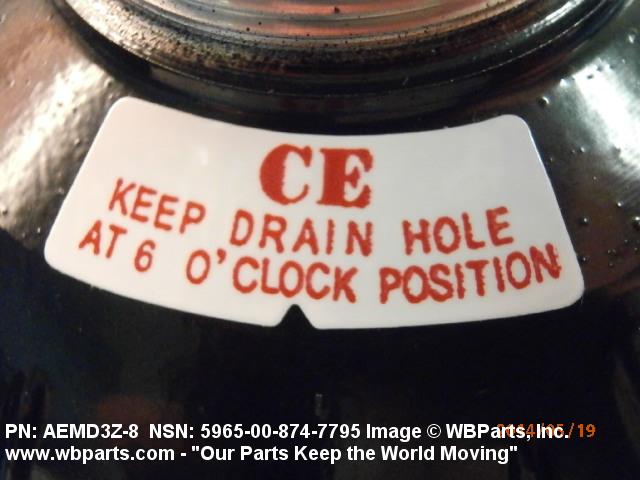 CE
KEEP DRAIN HOLE
AT 6 O'CLOCK POSITION
PN: AEMD3Z-8 NSN: 5965-00-874-7795 Image © WBParts, Inc.
www.wbparts.com - "Our Parts Keep the World Moving"